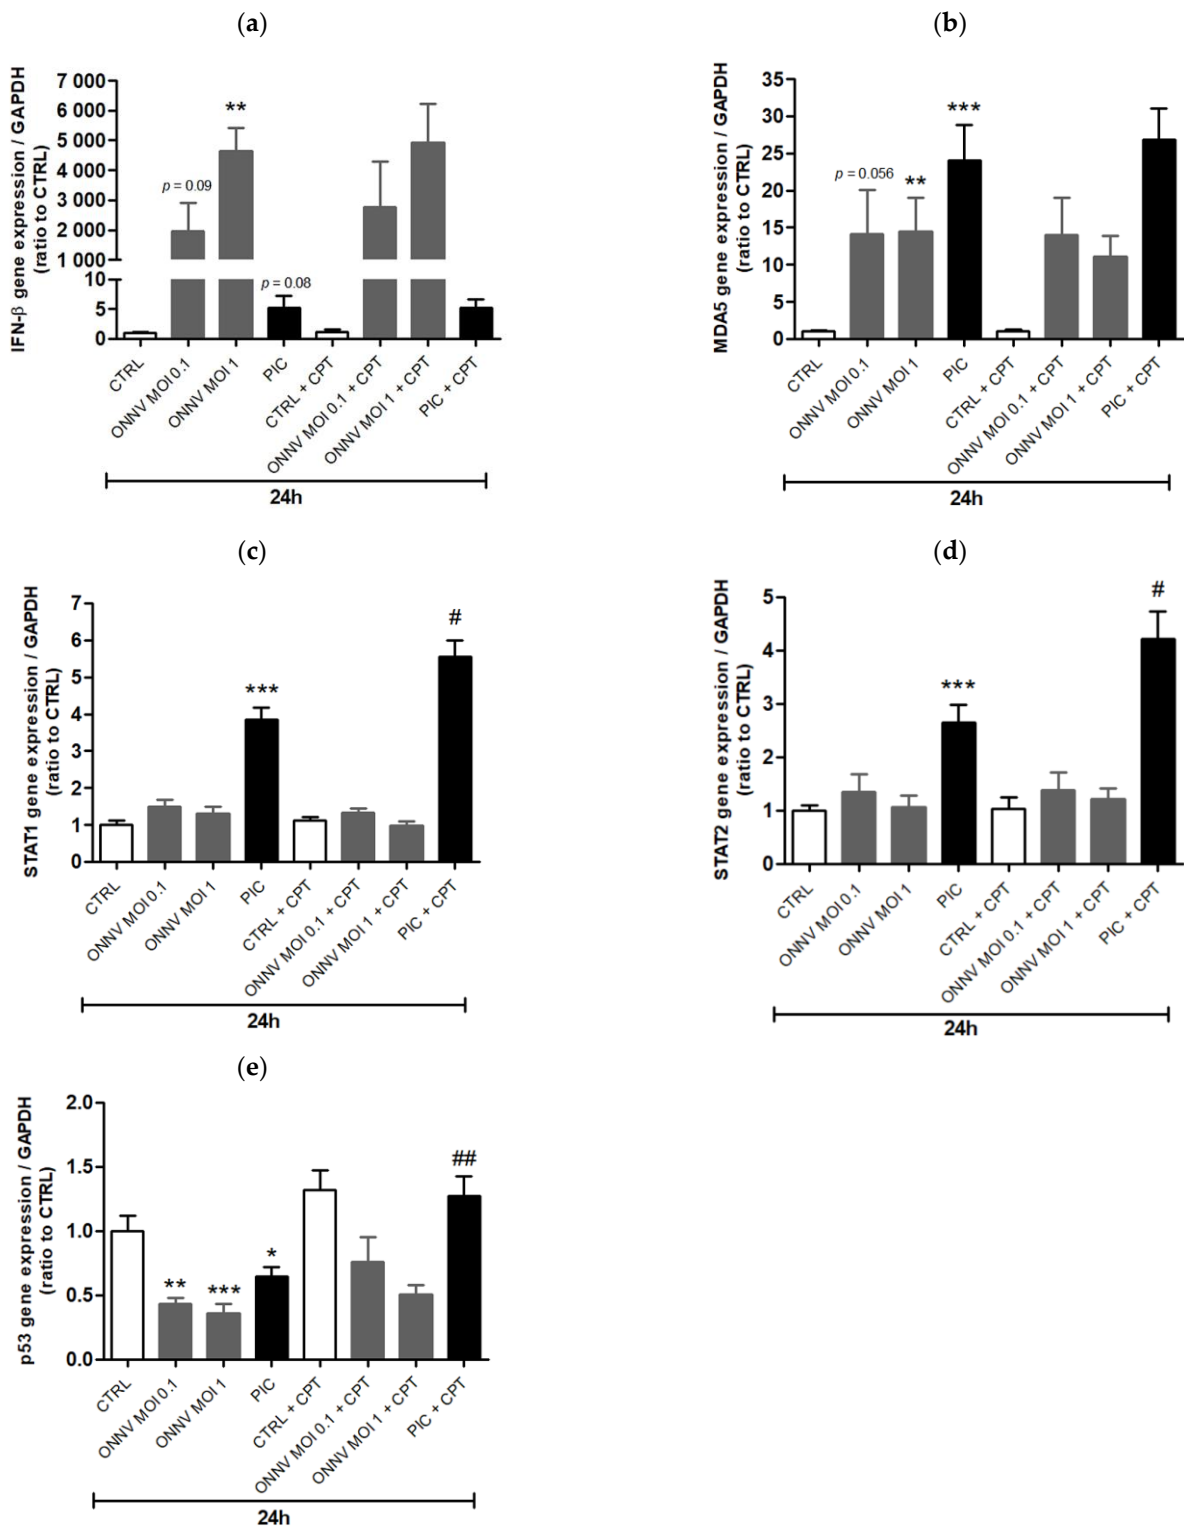 (a)
IFN-β gene expression / GAPDH
(ratio to CTRL)
7 000
6 000
5 000
4 000
3 000
2 000
1 000
10
5
0
p = 0.09
**
p = 0.08
CTRL
ONNV MOI 0.1
ONNV MOI 1
PIC
CTRL + CPT
ONNV MOI 0.1 + CPT
ONNV MOI 1 + CPT
PIC + CPT
24h
(b)
MDA5 gene expression / GAPDH
(ratio to CTRL)
35
30
25
20
15
10
5
0
p = 0.056
**
***
CTRL
ONNV MOI 0.1
ONNV MOI 1
PIC
CTRL + CPT
ONNV MOI 0.1 + CPT
ONNV MOI 1 + CPT
PIC + CPT
24h
(c)
STAT1 gene expression / GAPDH
(ratio to CTRL)
7
6
5
4
3
2
1
0
***
#
CTRL
ONNV MOI 0.1
ONNV MOI 1
PIC
CTRL + CPT
ONNV MOI 0.1 + CPT
ONNV MOI 1 + CPT
PIC + CPT
24h
(d)
STAT2 gene expression / GAPDH
(ratio to CTRL)
5
4
3
2
1
0
***
#
CTRL
ONNV MOI 0.1
ONNV MOI 1
PIC
CTRL + CPT
ONNV MOI 0.1 + CPT
ONNV MOI 1 + CPT
PIC + CPT
24h
(e)
p53 gene expression / GAPDH
(ratio to CTRL)
2.0
1.5
1.0
0.5
0.0
**
***
*
##
CTRL
ONNV MOI 0.1
ONNV MOI 1
PIC
CTRL + CPT
ONNV MOI 0.1 + CPT
ONNV MOI 1 + CPT
PIC + CPT
24h